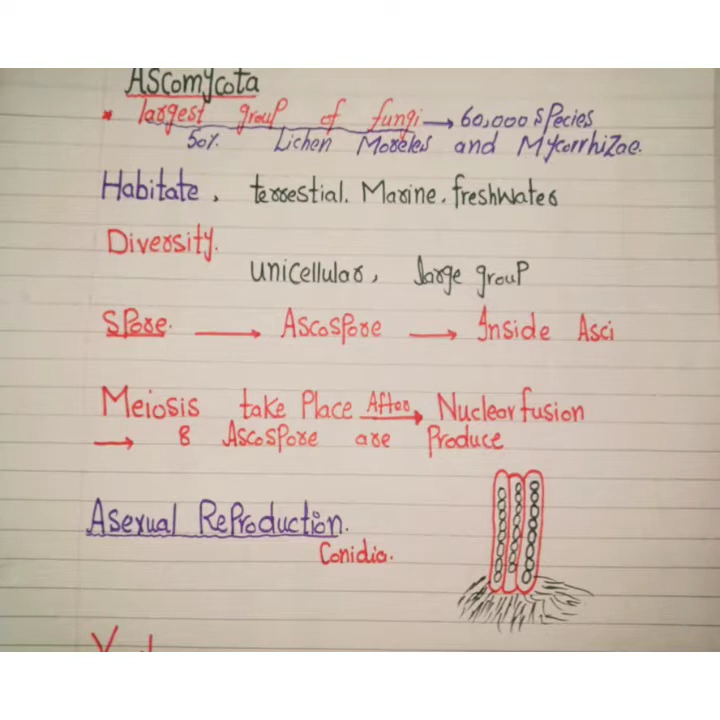 Ascomycota
* largest group of fungi → 60,000 species
50% Lichen Moreles and Mycorrhizae.
Habitate, terrestial. Marine. freshwater
Diversity.
unicellular, large group
Spore. → Ascospore → Inside Asci
Meiosis take Place After → Nuclear fusion
→ 8 Ascospore are Produce
Asexual Reproduction.
Conidia.